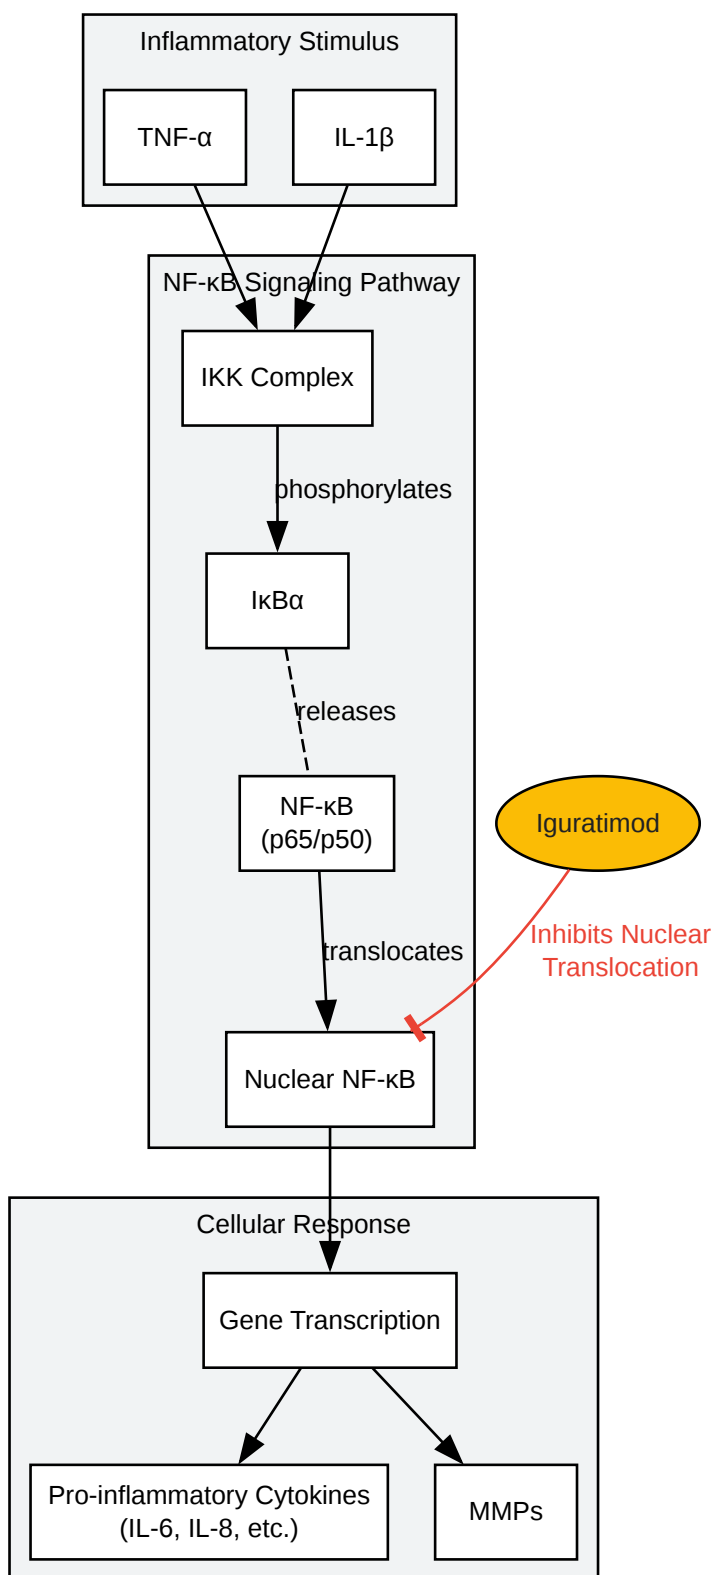 Inflammatory Stimulus
TNF-α
IL-1β
NF-κB Signaling Pathway
IKK Complex
phosphorylates
IκBα
releases
NF-κB
(p65/p50)
Iguratimod
translocates
Inhibits Nuclear
Translocation
Nuclear NF-κB
Cellular Response
Gene Transcription
Pro-inflammatory Cytokines
(IL-6, IL-8, etc.)
MMPs